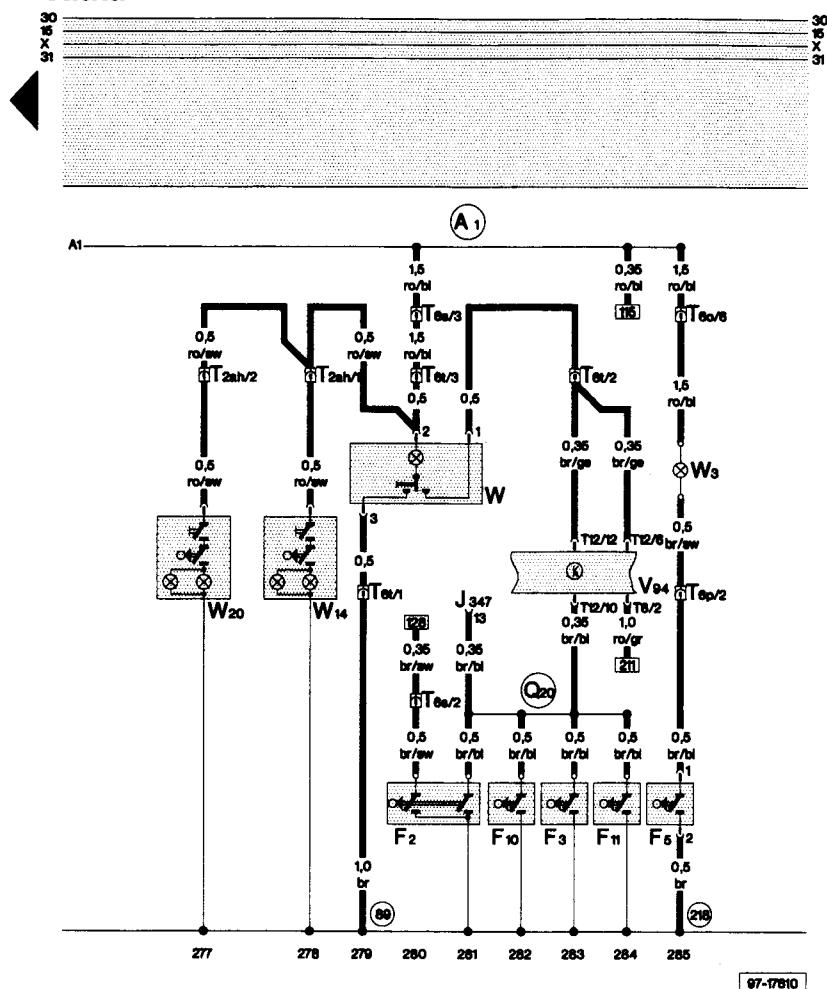 30 30
15 15
X X
31 31
A 1
A1
1,5 0,35 1,5
ro/bl ro/bl ro/bl
T6s/3 115 T6o/6
0,5 0,5 1,5
ro/sw ro/sw ro/bl
T2ah/2 T2ah/1 T6t/3 T6t/2
1,5
ro/bl
0,5 0,5
2 1
0,35 0,35
br/ge br/ge
W3
0,5 0,5
ro/sw ro/sw
W
3
0,5
br/sw
T12/12 T12/6
0,5
W20 W14 T6t/1 J347 V94 T6p/2
13
T12/10 T6/2
128 0,35 0,35 1,0
0,35 br/bl br/bl ro/gr
br/sw 211
T6s/2 Q20
0,5 0,5 0,5 0,5 0,5 0,5
br/sw br/bl br/bl br/bl br/bl br/bl
1
F2 F10 F3 F11 F5 2
1,0 0,5
br br
89 218
277 278 279 280 281 282 283 284 285
97-17610